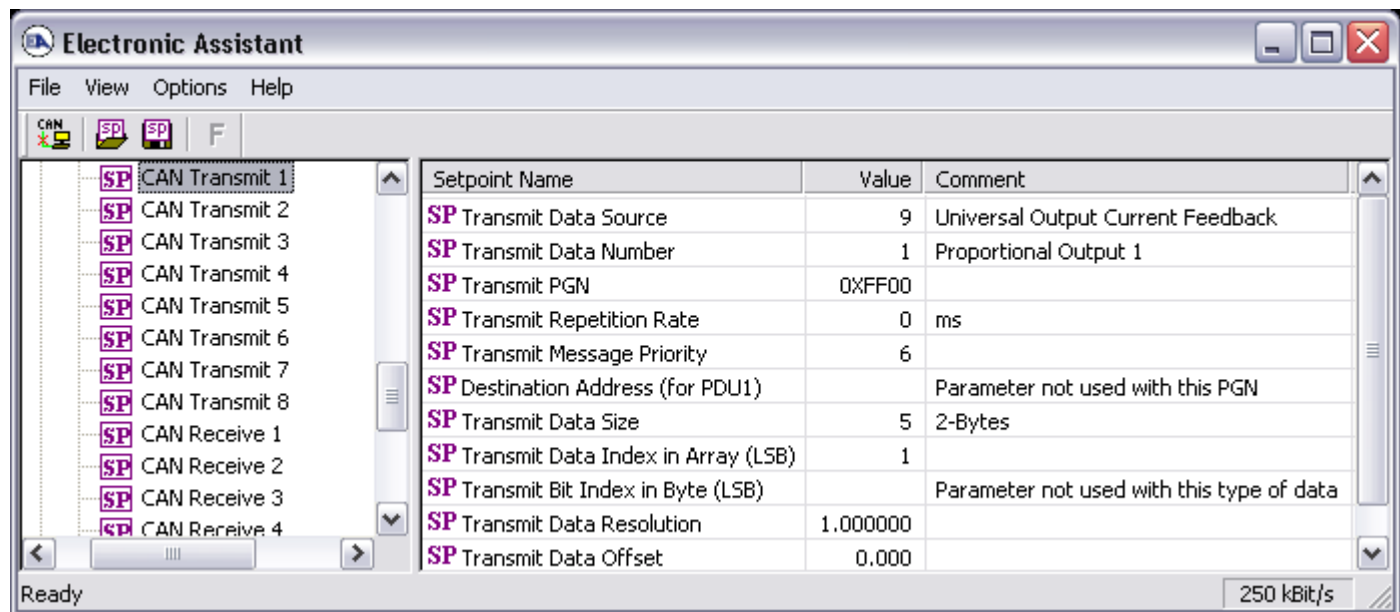 Electronic Assistant
File View Options Help
CAN SP SP F
SP CAN Transmit 1
SP CAN Transmit 2
SP CAN Transmit 3
SP CAN Transmit 4
SP CAN Transmit 5
SP CAN Transmit 6
SP CAN Transmit 7
SP CAN Transmit 8
SP CAN Receive 1
SP CAN Receive 2
SP CAN Receive 3
SP CAN Receive 4
Setpoint Name Value Comment
SP Transmit Data Source 9 Universal Output Current Feedback
SP Transmit Data Number 1 Proportional Output 1
SP Transmit PGN 0XFF00
SP Transmit Repetition Rate 0 ms
SP Transmit Message Priority 6
SP Destination Address (for PDU1) Parameter not used with this PGN
SP Transmit Data Size 5 2-Bytes
SP Transmit Data Index in Array (LSB) 1
SP Transmit Bit Index in Byte (LSB) Parameter not used with this type of data
SP Transmit Data Resolution 1.000000
SP Transmit Data Offset 0.000
Ready 250 kBit/s